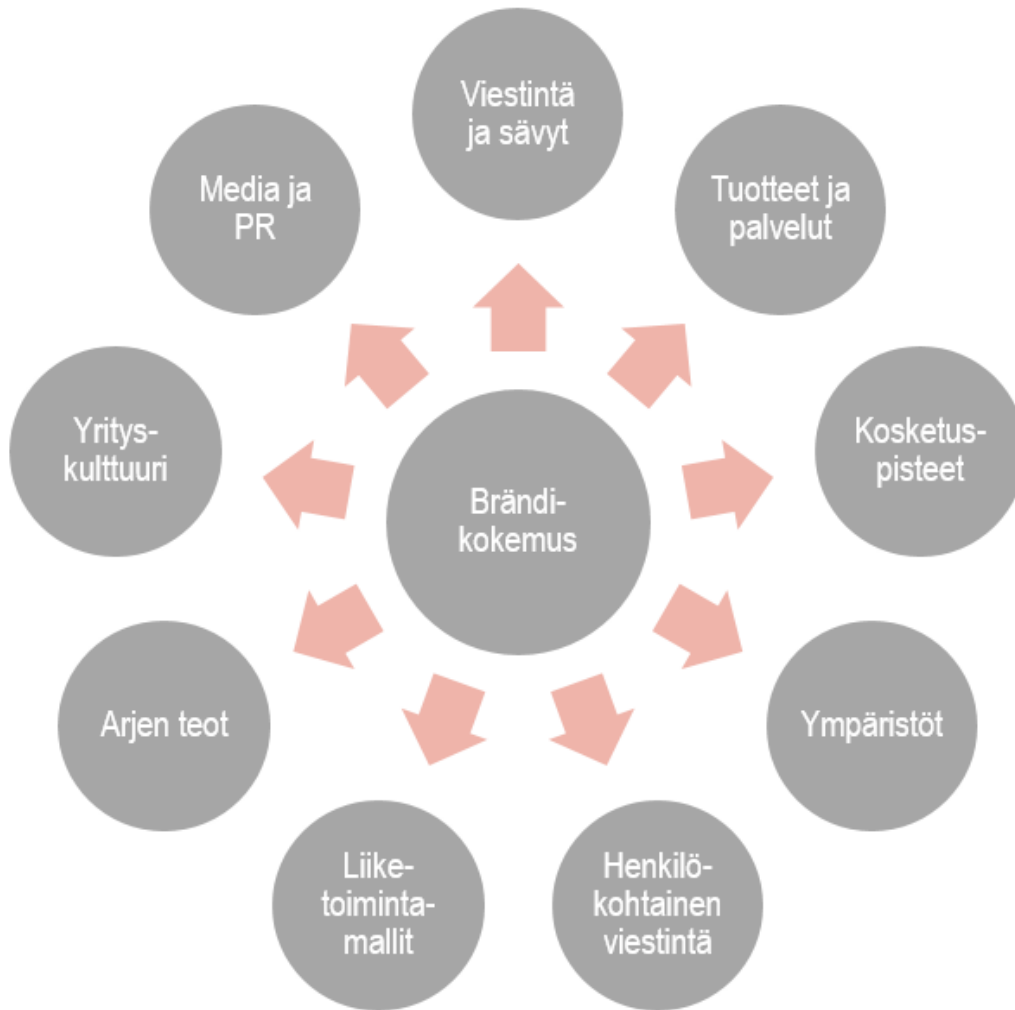 Viestintä
ja sävyt
Tuotteet ja
palvelut
Kosketus-
pisteet
Ympäristöt
Henkilö-
kohtainen
viestintä
Liike-
toiminta-
mallit
Arjen teot
Yritys-
kulttuuri
Media ja
PR
Brändi-
kokemus